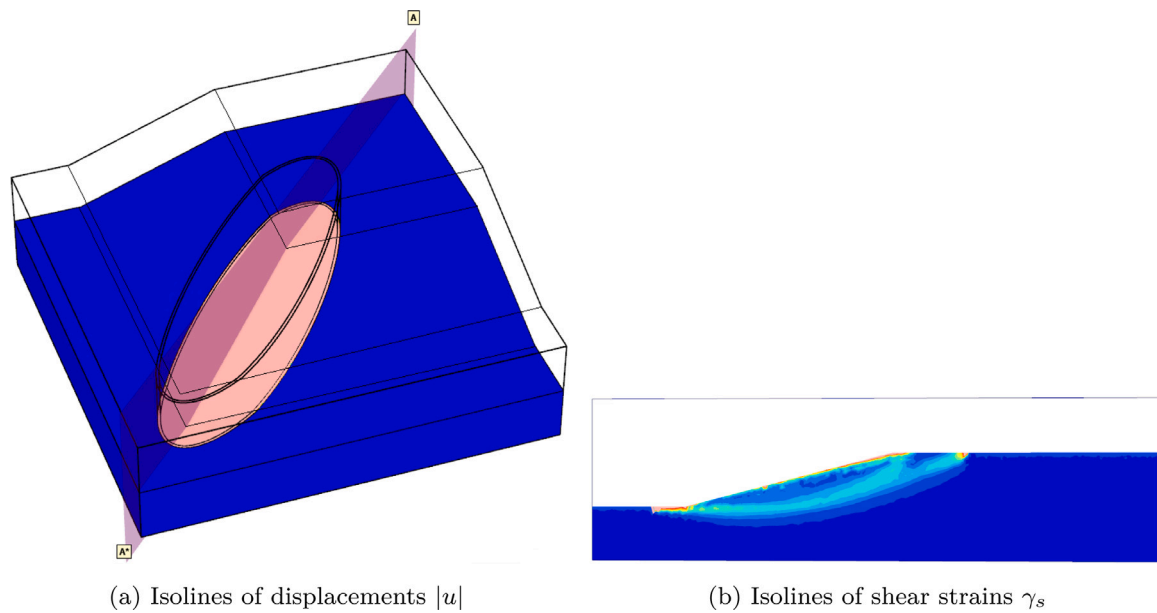 A
A*
(a) Isolines of displacements |u|
(b) Isolines of shear strains γₛ